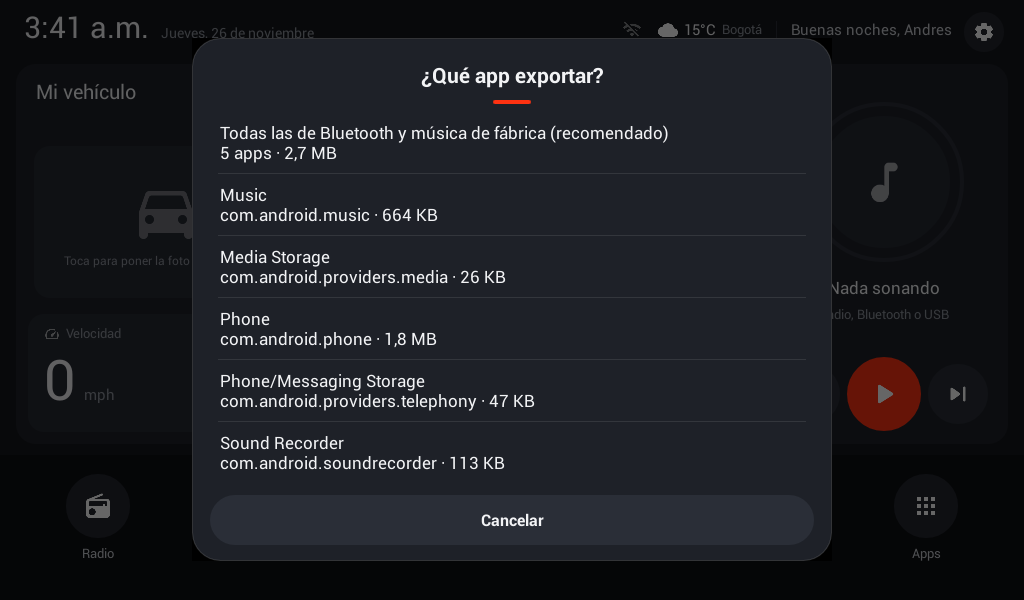 3:41 a.m. Jueves, 26 de noviembre
15°C Bogotá
Buenas noches, Andres
Mi vehículo
¿Qué app exportar?
Todas las de Bluetooth y música de fábrica (recomendado)
5 apps · 2,7 MB
Music
com.android.music · 664 KB
Media Storage
com.android.providers.media · 26 KB
Phone
com.android.phone · 1,8 MB
Phone/Messaging Storage
com.android.providers.telephony · 47 KB
Sound Recorder
com.android.soundrecorder · 113 KB
Cancelar
Toca para poner la foto
Velocidad
0 mph
Nada sonando
Bluetooth o USB
Radio
Apps